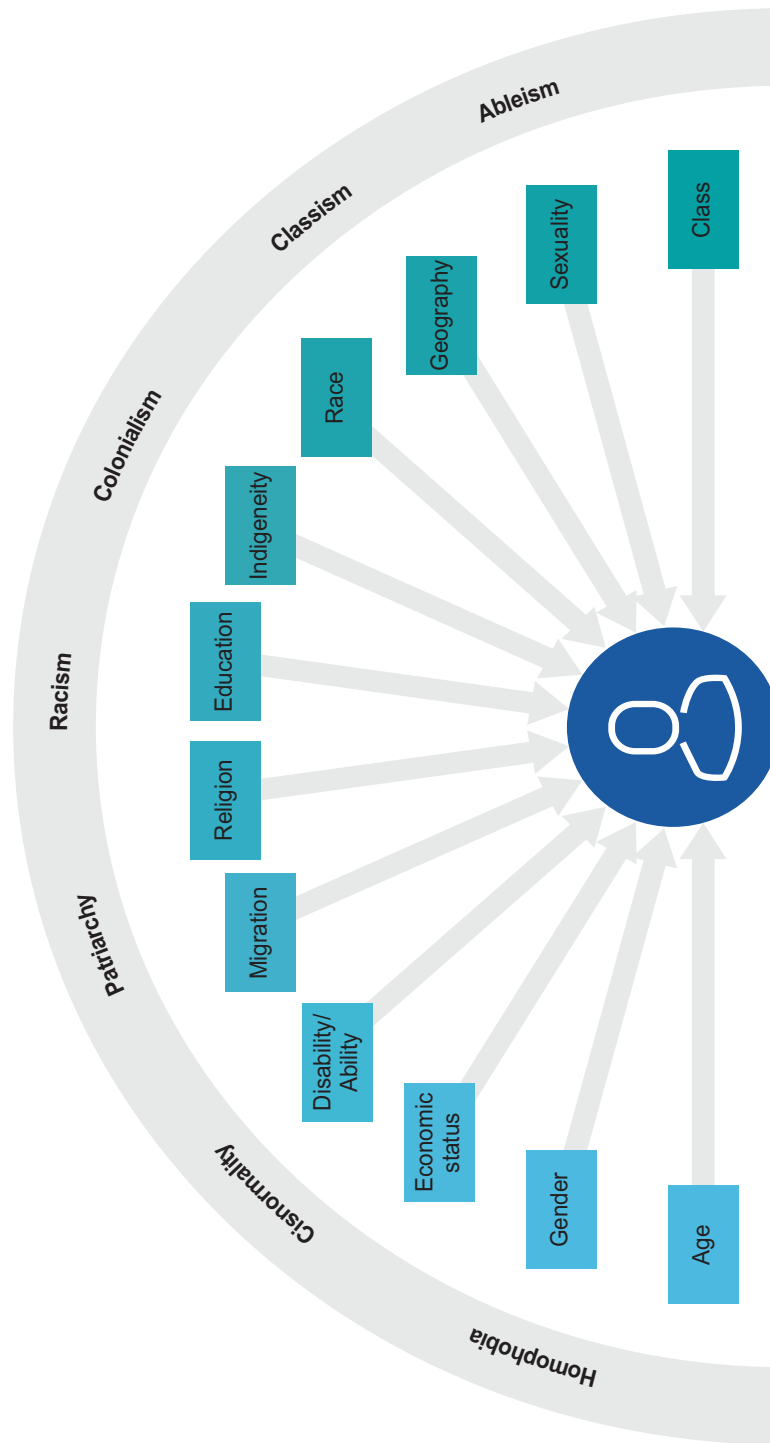 Homophobia
Cisnormality
Patriarchy
Racism
Colonialism
Classism
Ableism
Age
Gender
Economic
status
Disability/
Ability
Migration
Religion
Education
Indigeneity
Race
Geography
Sexuality
Class